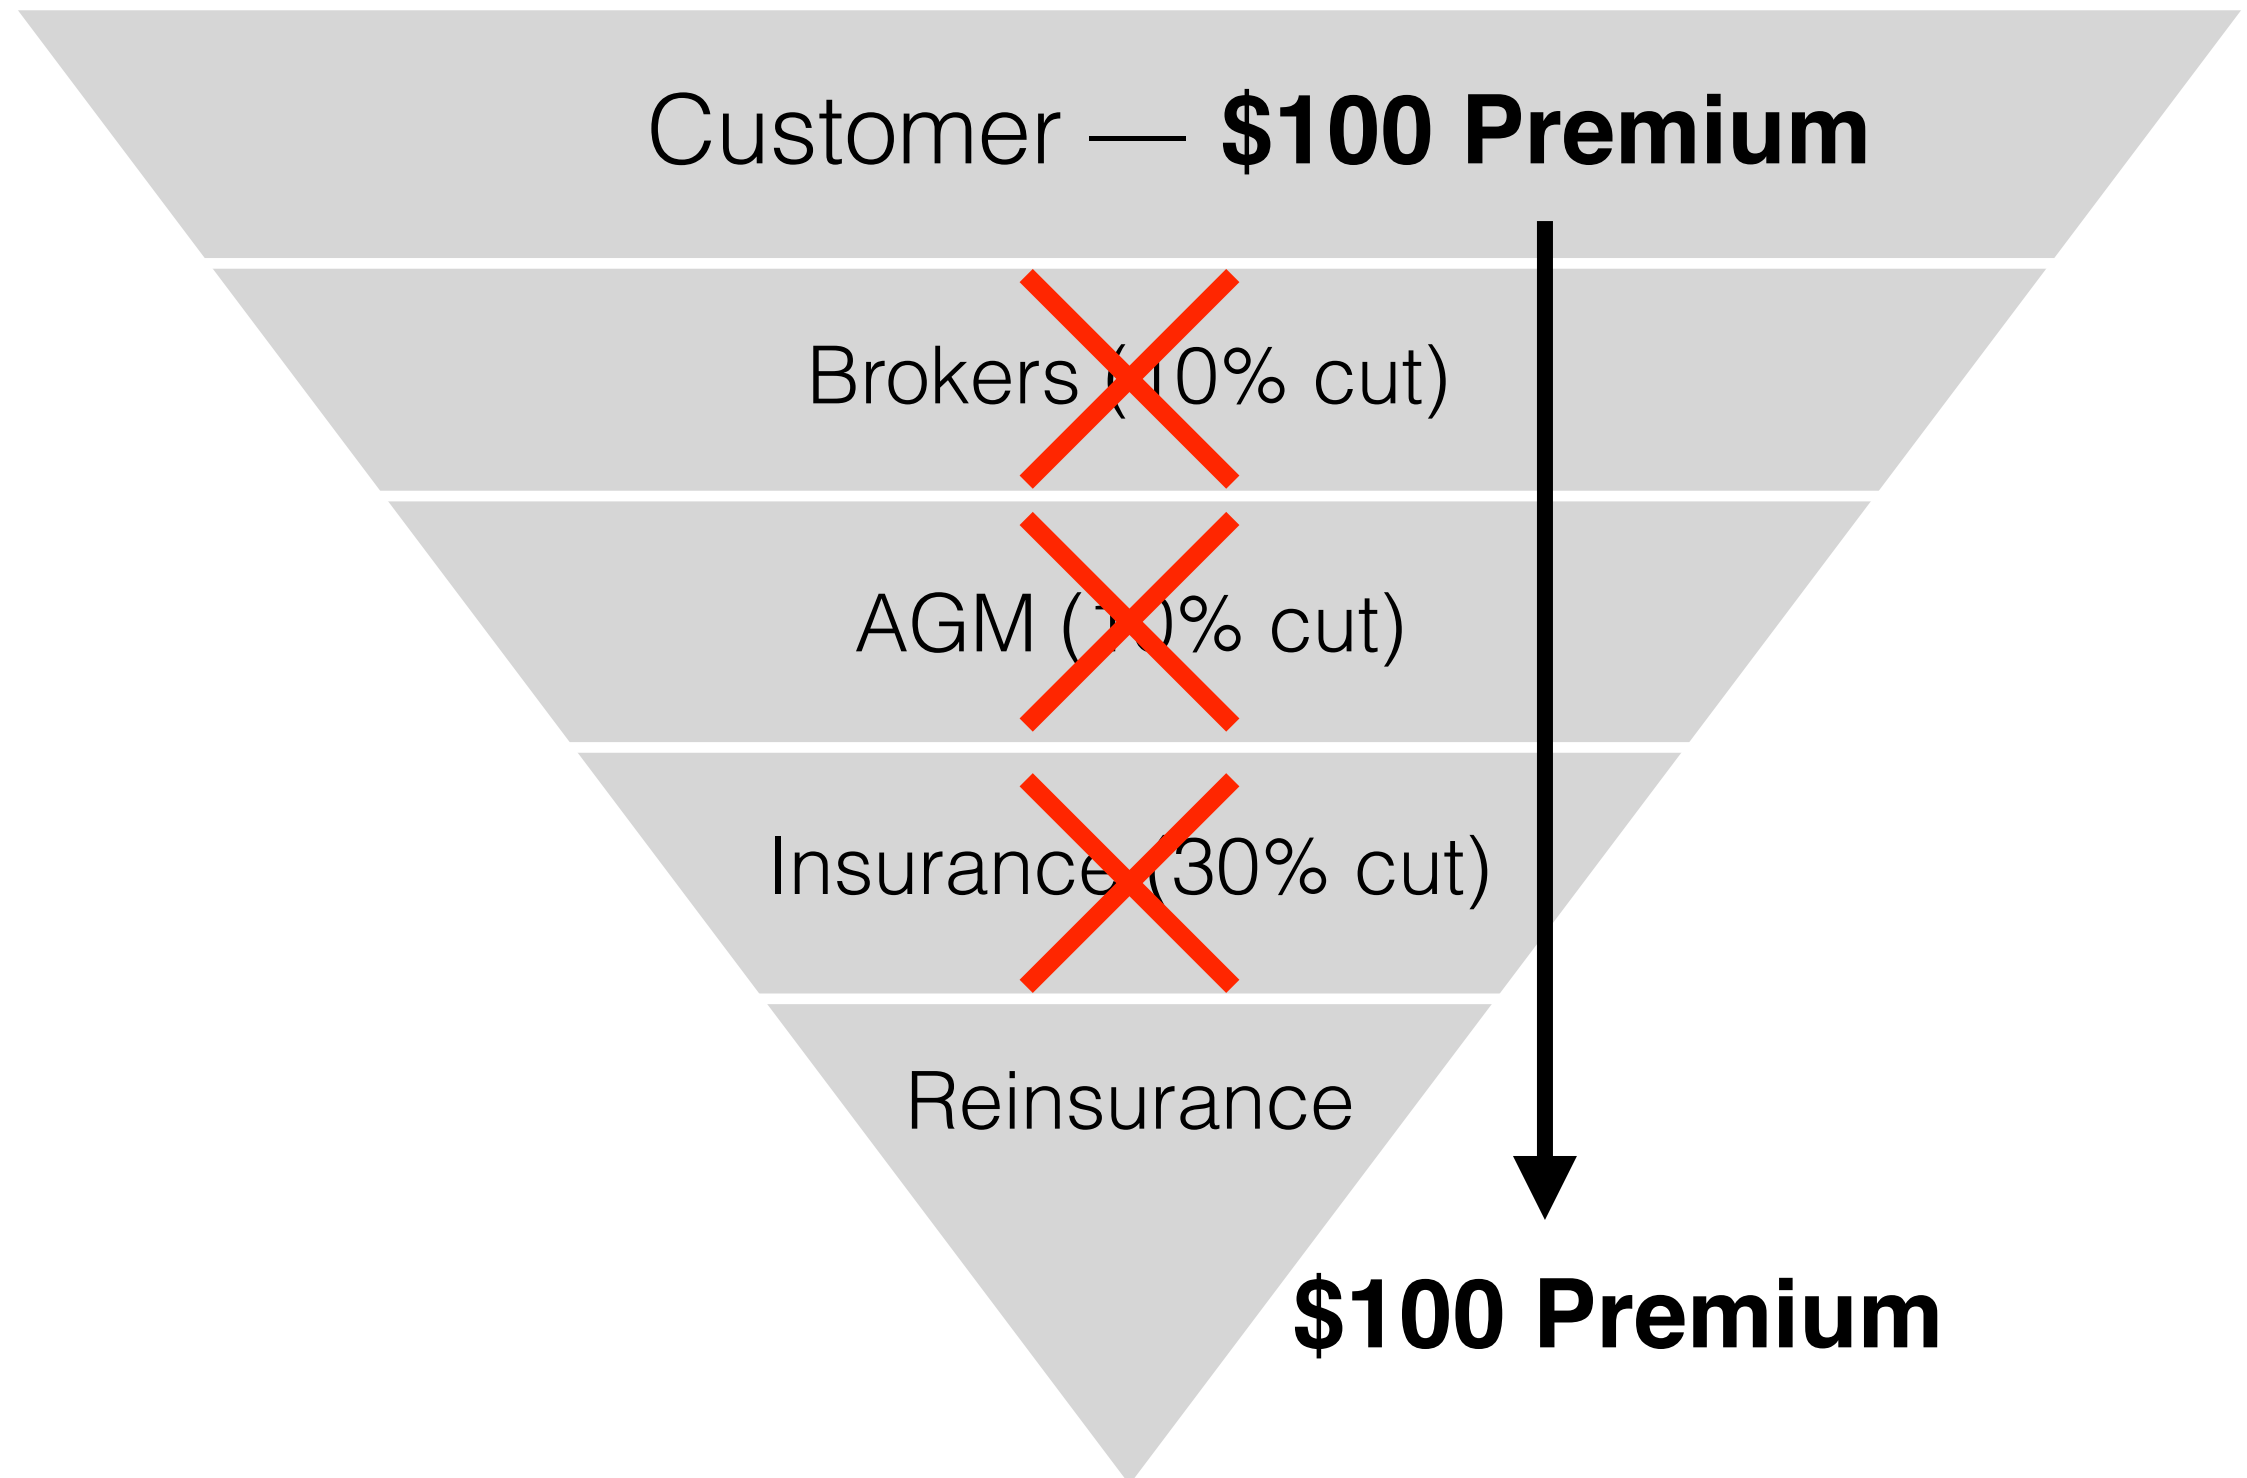 Customer — $100 Premium
Brokers (10% cut)
AGM (10% cut)
Insurance (30% cut)
Reinsurance
$100 Premium